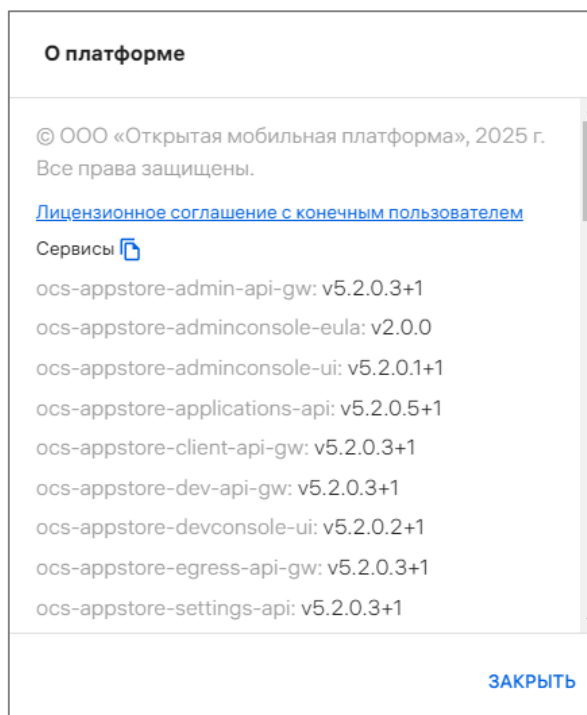 О платформе
© ООО «Открытая мобильная платформа», 2025 г.
Все права защищены.
Лицензионное соглашение с конечным пользователем
Сервисы
ocs-appstore-admin-api-gw: v5.2.0.3+1
ocs-appstore-adminconsole-eula: v2.0.0
ocs-appstore-adminconsole-ui: v5.2.0.1+1
ocs-appstore-applications-api: v5.2.0.5+1
ocs-appstore-client-api-gw: v5.2.0.3+1
ocs-appstore-dev-api-gw: v5.2.0.3+1
ocs-appstore-devconsole-ui: v5.2.0.2+1
ocs-appstore-egress-api-gw: v5.2.0.3+1
ocs-appstore-settings-api: v5.2.0.3+1
ЗАКРЫТЬ